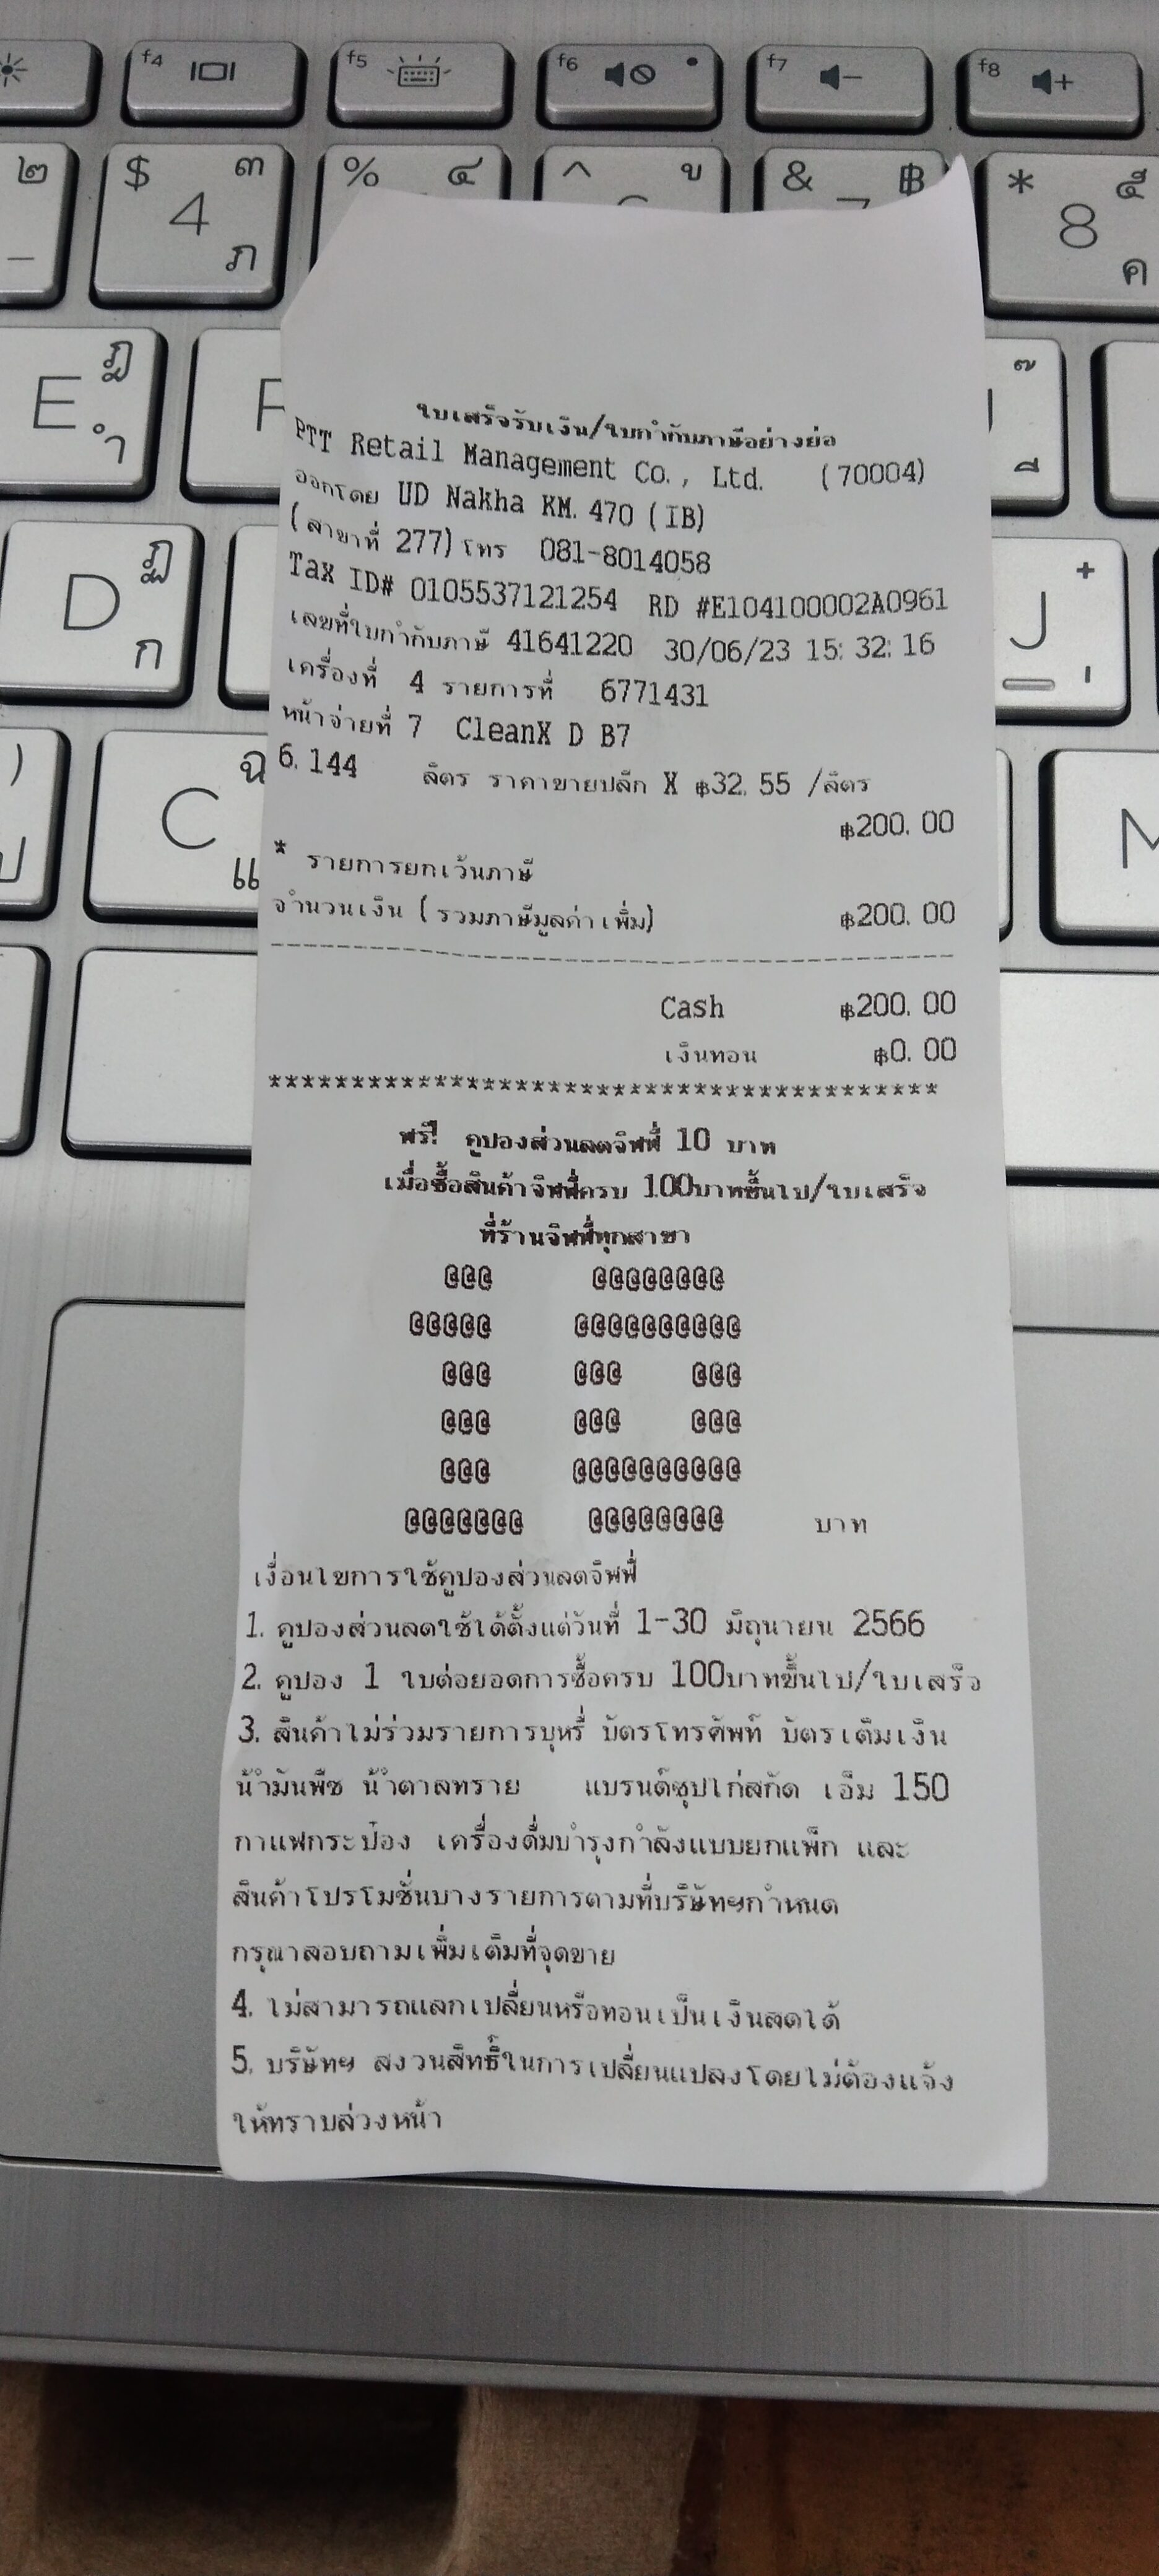 f4 f5 f6 f7 f8
๒ $ ๓ % ๔ ^ ข & ฿ * ๕
4 8
ภ ค
E ฎ F ๊
ำ ี
D ฏ J +
ก ่
) C ฉ M
ป แ
ใบเสร็จรับเงิน/ใบกำกับภาษีอย่างย่อ
PTT Retail Management Co., Ltd. (70004)
ออกโดย UD Nakha KM. 470 (IB)
(สาขาที่ 277) โทร 081-8014058
Tax ID# 0105537121254 RD #E104100002A0961
เลขที่ใบกำกับภาษี 41641220 30/06/23 15:32:16
เครื่องที่ 4 รายการที่ 6771431
หน้าจ่ายที่ 7 CleanX D B7
6.144 ลิตร ราคาขายปลีก X ฿32.55 /ลิตร
฿200.00
* รายการยกเว้นภาษี
จำนวนเงิน (รวมภาษีมูลค่าเพิ่ม) ฿200.00
------------------------------------------
Cash ฿200.00
เงินทอน ฿0.00
*****************************************
ฟรี! คูปองส่วนลดจิฟฟี่ 10 บาท
เมื่อซื้อสินค้าจิฟฟี่ครบ 100บาทขึ้นไป/ใบเสร็จ
ที่ร้านจิฟฟี่ทุกสาขา
@@@ @@@@@@@@
@@@@@ @@@@@@@@@@
@@@ @@@ @@@
@@@ @@@ @@@
@@@ @@@@@@@@@@
@@@@@@@ @@@@@@@@ บาท
เงื่อนไขการใช้คูปองส่วนลดจิฟฟี่
1. คูปองส่วนลดใช้ได้ตั้งแต่วันที่ 1-30 มิถุนายน 2566
2. คูปอง 1 ใบต่อยอดการซื้อครบ 100บาทขึ้นไป/ใบเสร็จ
3. สินค้าไม่ร่วมรายการบุหรี่ บัตรโทรศัพท์ บัตรเติมเงิน
น้ำมันพืช น้ำตาลทราย แบรนด์ซุปไก่สกัด เอ็ม 150
กาแฟกระป๋อง เครื่องดื่มบำรุงกำลังแบบยกแพ็ก และ
สินค้าโปรโมชั่นบางรายการตามที่บริษัทฯกำหนด
กรุณาสอบถามเพิ่มเติมที่จุดขาย
4. ไม่สามารถแลกเปลี่ยนหรือทอนเป็นเงินสดได้
5. บริษัทฯ สงวนสิทธิ์ในการเปลี่ยนแปลงโดยไม่ต้องแจ้ง
ให้ทราบล่วงหน้า